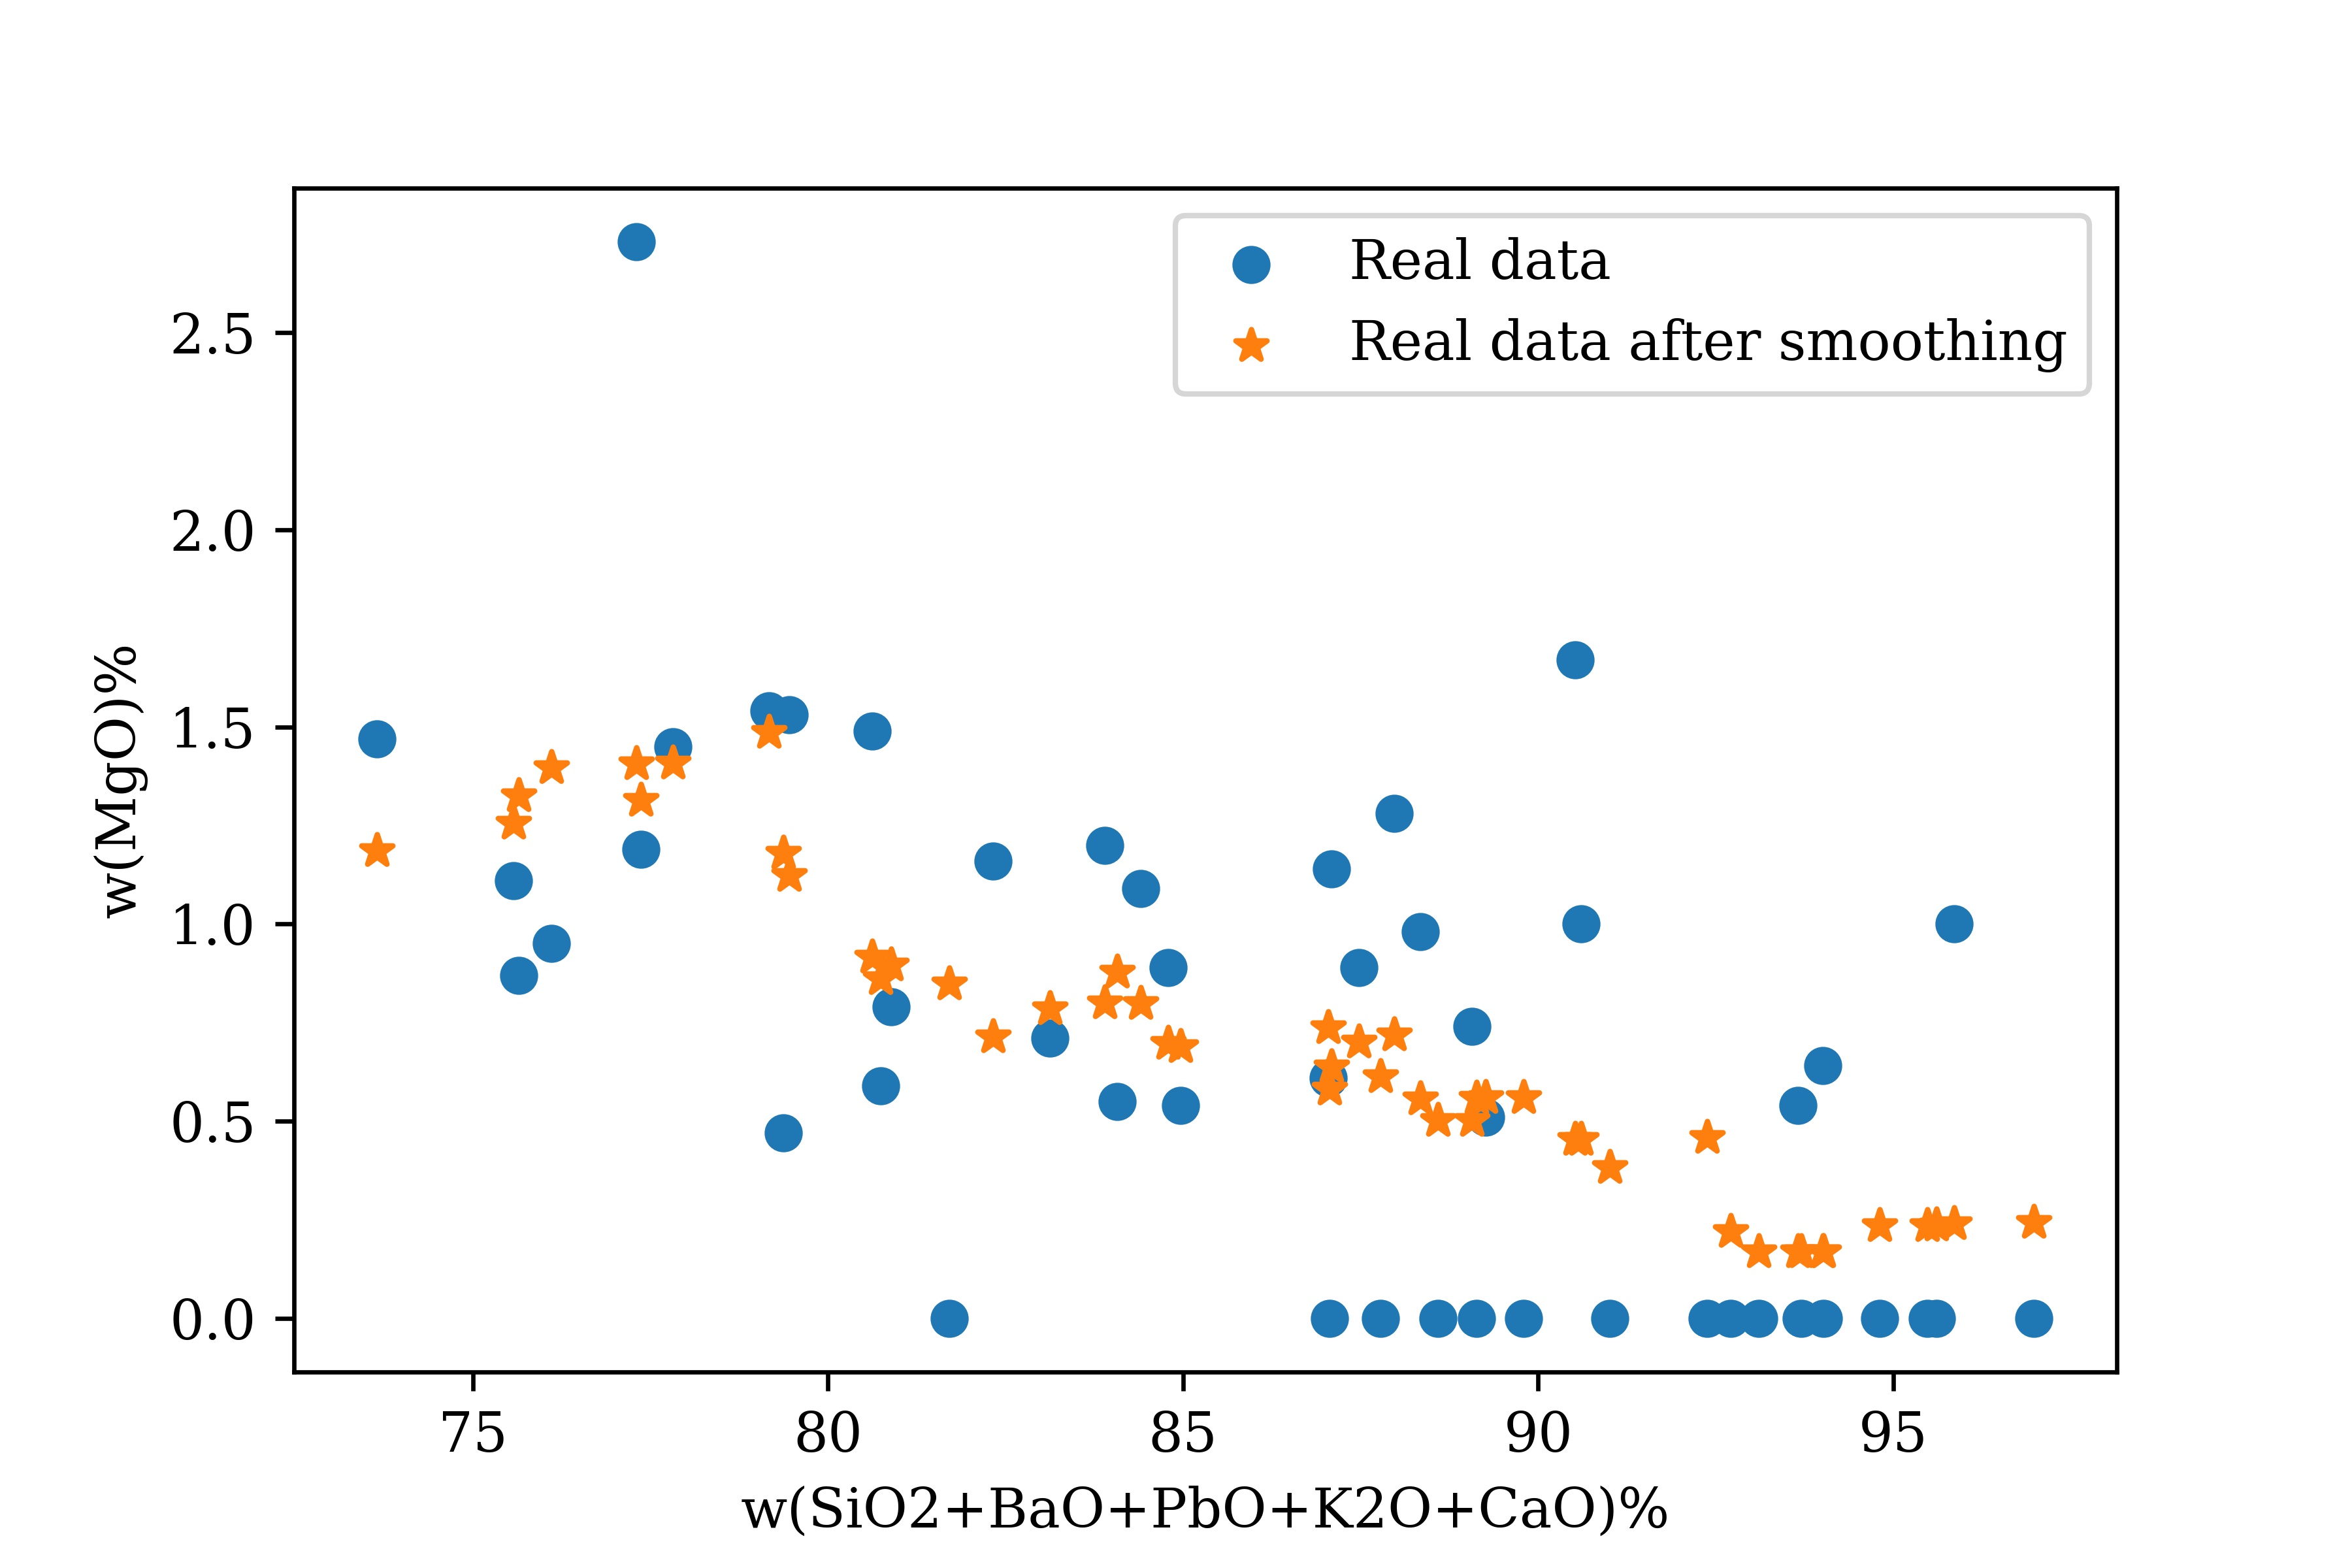 Real data
Real data after smoothing
2.5
2.0
1.5
1.0
0.5
0.0
w(MgO)%
75 80 85 90 95
w(SiO2+BaO+PbO+K2O+CaO)%